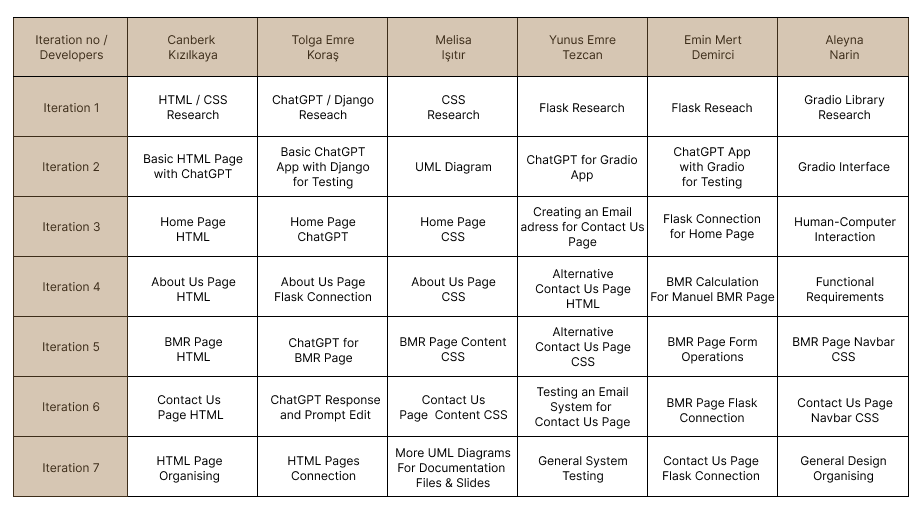 Iteration no /
Developers
Canberk
Kızılkaya
Tolga Emre
Koraş
Melisa
Işıtır
Yunus Emre
Tezcan
Emin Mert
Demirci
Aleyna
Narin
Iteration 1
HTML / CSS
Research
ChatGPT / Django
Reseach
CSS
Research
Flask Research
Flask Reseach
Gradio Library
Research
Iteration 2
Basic HTML Page
with ChatGPT
Basic ChatGPT
App with Django
for Testing
UML Diagram
ChatGPT for Gradio
App
ChatGPT App
with Gradio
for Testing
Gradio Interface
Iteration 3
Home Page
HTML
Home Page
ChatGPT
Home Page
CSS
Creating an Email
adress for Contact Us
Page
Flask Connection
for Home Page
Human-Computer
Interaction
Iteration 4
About Us Page
HTML
About Us Page
Flask Connection
About Us Page
CSS
Alternative
Contact Us Page
HTML
BMR Calculation
For Manuel BMR Page
Functional
Requirements
Iteration 5
BMR Page
HTML
ChatGPT for
BMR Page
BMR Page Content
CSS
Alternative
Contact Us Page
CSS
BMR Page Form
Operations
BMR Page Navbar
CSS
Iteration 6
Contact Us
Page HTML
ChatGPT Response
and Prompt Edit
Contact Us
Page  Content CSS
Testing an Email
System for
Contact Us Page
BMR Page Flask
Connection
Contact Us Page
Navbar CSS
Iteration 7
HTML Page
Organising
HTML Pages
Connection
More UML Diagrams
For Documentation
Files & Slides
General System
Testing
Contact Us Page
Flask Connection
General Design
Organising